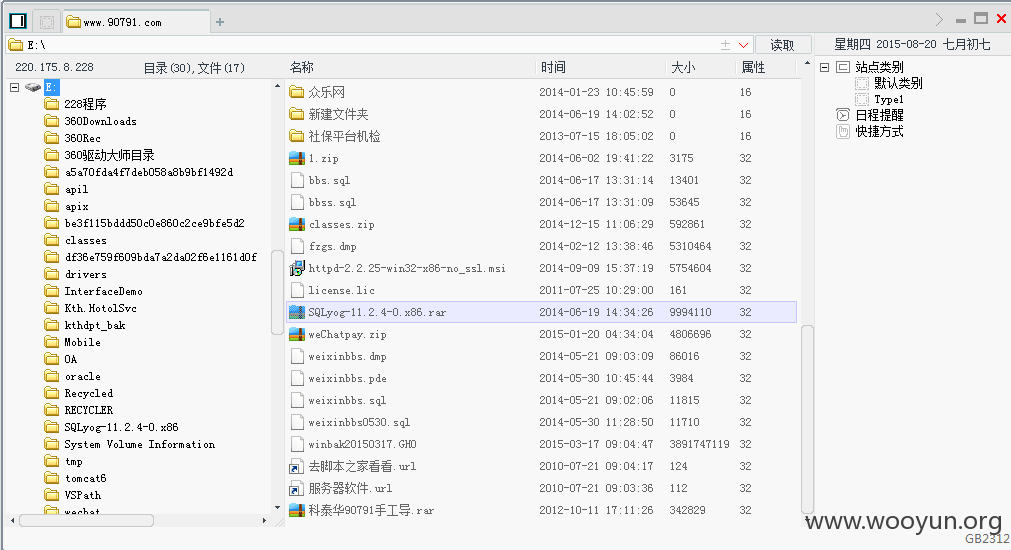 www.90791.com
E:\
读取
星期四 2015-08-20 七月初七
220.175.8.228
目录(30),文件(17)
名称 时间 大小 属性
E:
228程序
360Downloads
360Rec
360驱动大师目录
a5a70fda4f7deb058a8b9bf1492d
api1
apix
be3f115bddd50c0e860c2ce9bfe5d2
classes
df36e759f609bda7a2da02f6e1161d0f
drivers
InterfaceDemo
Kth.HotolSvc
kthdpt_bak
Mobile
OA
oracle
Recycled
RECYCLER
SQLyog-11.2.4-0.x86
System Volume Information
tmp
tomcat6
VSPath
wechat
众乐网 2014-01-23 10:45:59 0 16
新建文件夹 2014-06-19 14:02:52 0 16
社保平台机检 2013-07-15 18:05:02 0 16
1.zip 2014-06-02 19:41:22 3175 32
bbs.sql 2014-06-17 13:31:14 13401 32
bbss.sql 2014-06-17 13:31:09 53645 32
classes.zip 2014-12-15 11:06:29 592861 32
fzgs.dmp 2014-02-12 13:38:46 5310464 32
httpd-2.2.25-win32-x86-no_ssl.msi 2014-09-09 15:37:19 5754604 32
license.lic 2011-07-25 10:29:00 161 32
SQLyog-11.2.4-0.x86.rar 2014-06-19 14:34:26 9994110 32
weChatpay.zip 2015-01-20 04:34:04 4806696 32
weixinbbs.dmp 2014-05-21 09:03:09 86016 32
weixinbbs.pde 2014-05-30 10:45:44 3984 32
weixinbbs.sql 2014-05-21 09:02:06 11815 32
weixinbbs0530.sql 2014-05-30 11:28:50 11710 32
winbak20150317.GHO 2015-03-17 09:04:47 3891747119 32
去脚本之家看看.url 2010-07-21 09:04:17 124 32
服务器软件.url 2010-07-21 09:03:36 112 32
科泰华90791手工导.rar 2012-10-11 17:11:26 342829 32
站点类别
默认类别
Type1
日程提醒
快捷方式
www.wooyun.org
GB2312